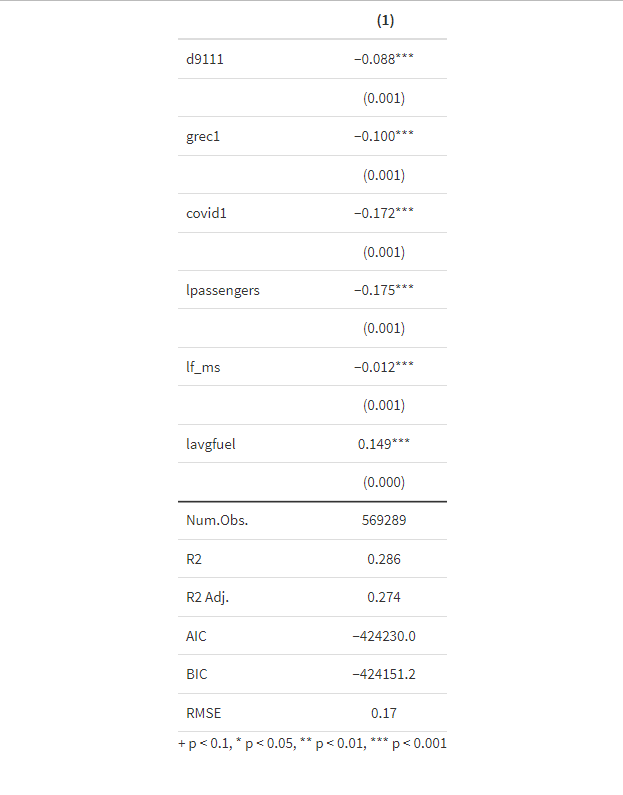 (1)
d9111 −0.088***
(0.001)
grec1 −0.100***
(0.001)
covid1 −0.172***
(0.001)
lpassengers −0.175***
(0.001)
lf_ms −0.012***
(0.001)
lavgfuel 0.149***
(0.000)
Num.Obs. 569289
R2 0.286
R2 Adj. 0.274
AIC −424230.0
BIC −424151.2
RMSE 0.17
+ p < 0.1, * p < 0.05, ** p < 0.01, *** p < 0.001